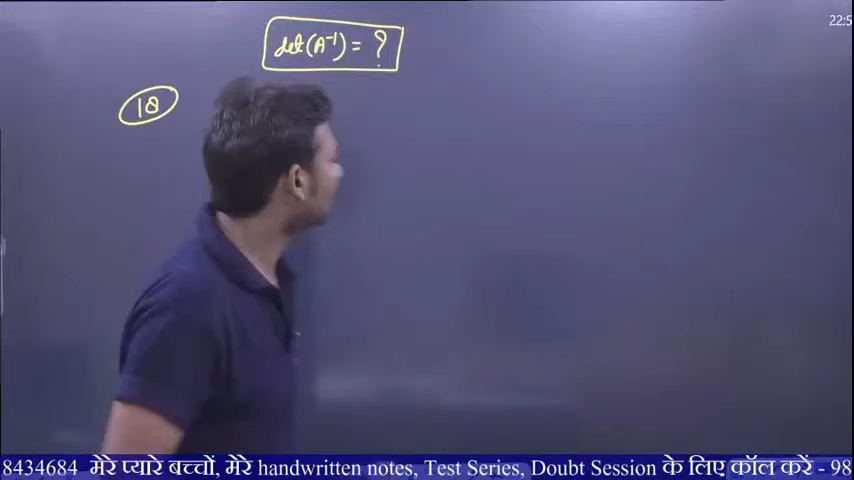 22:5
det(A⁻¹) = ?
18
8434684 मेरे प्यारे बच्चों, मेरे handwritten notes, Test Series, Doubt Session के लिए कॉल करें - 98